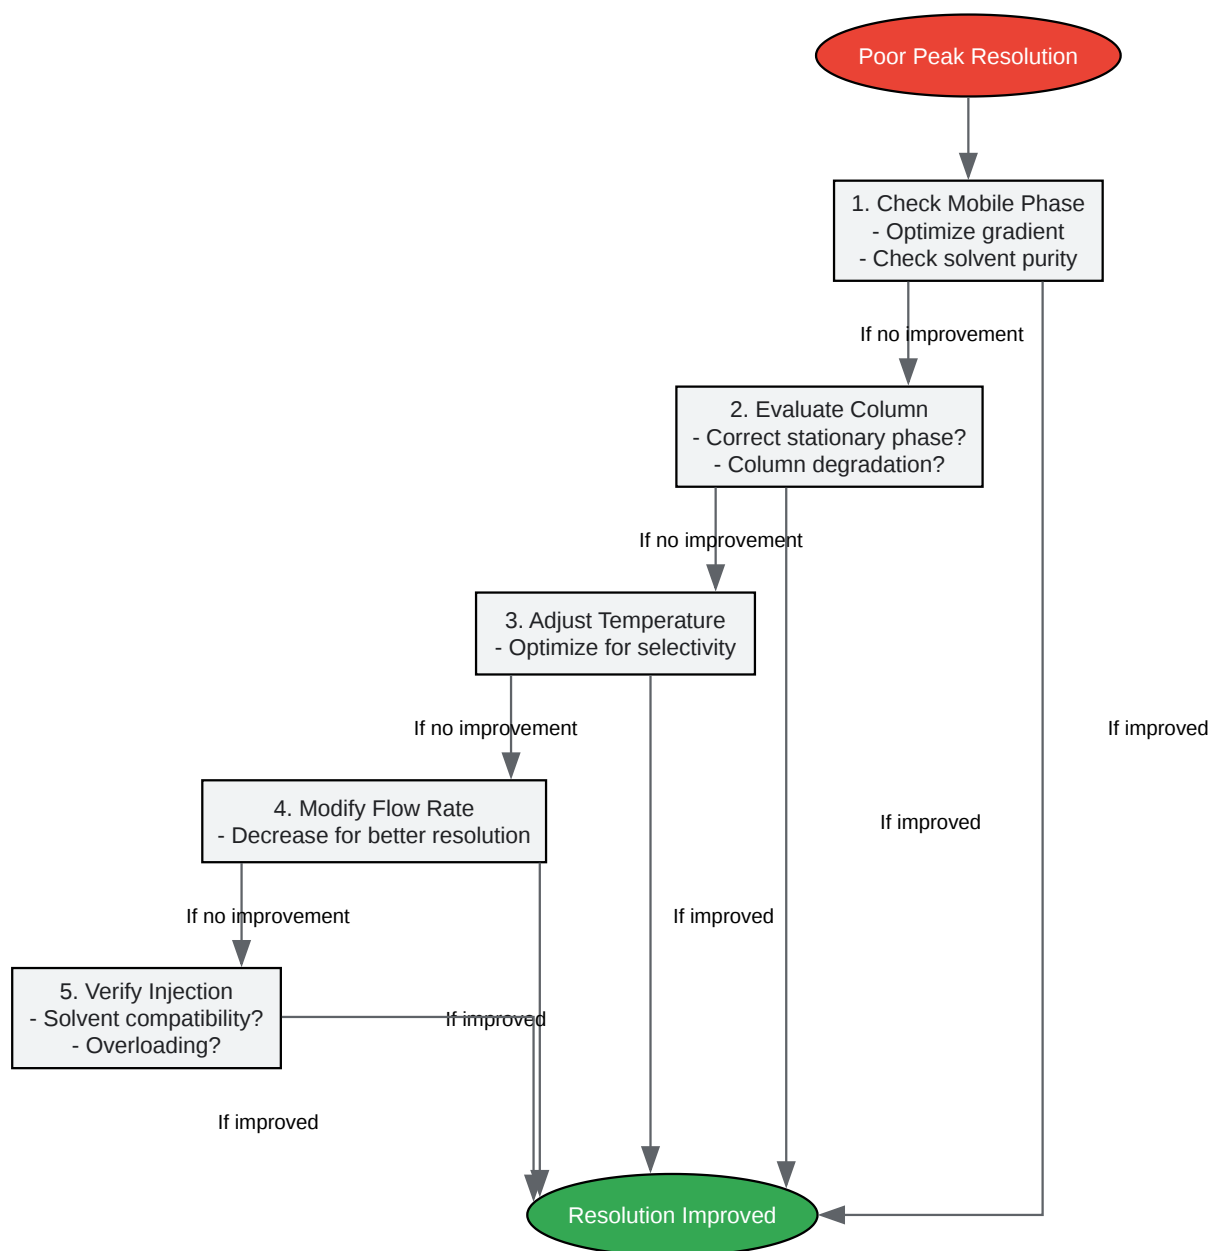 Poor Peak Resolution
1. Check Mobile Phase
- Optimize gradient
- Check solvent purity
If no improvement
2. Evaluate Column
- Correct stationary phase?
- Column degradation?
If no improvement
3. Adjust Temperature
- Optimize for selectivity
If no improvement
If improved
4. Modify Flow Rate
- Decrease for better resolution
If improved
If no improvement
If improved
5. Verify Injection
- Solvent compatibility?
- Overloading?
If improved
If improved
Resolution Improved